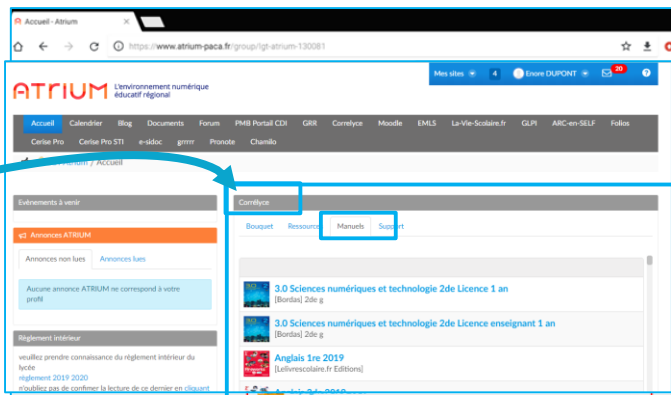 Accueil - Atrium
https://www.atrium-paca.fr/group/lgt-atrium-130081
Mes sites 4 Enore DUPONT 20
ATrIUM L'environnement numérique
éducatif régional
Accueil Calendrier Blog Documents Forum PMB Portail CDI GRR Correlyce Moodle EMLS La-Vie-Scolaire.fr GLPI ARC-en-SELF Folios
Cerise Pro Cerise Pro STI e-sidoc grrrrr Pronote Chamilo
/ Accueil
Evénements à venir
Annonces ATRIUM
Annonces non lues Annonces lues
Aucune annonce ATRIUM ne correspond à votre
profil
Règlement intérieur
veuillez prendre connaissance du règlement intérieur du
lycée
règlement 2019 2020
n'oubliez pas de confimer la lecture de ce dernier en cliquant
Corrélyce
Bouquet Ressource Manuels Support
3.0 Sciences numériques et technologie 2de Licence 1 an
[Bordas] 2de g
3.0 Sciences numériques et technologie 2de Licence enseignant 1 an
[Bordas] 2de g
Anglais 1re 2019
[Lelivrescolaire.fr Editions]